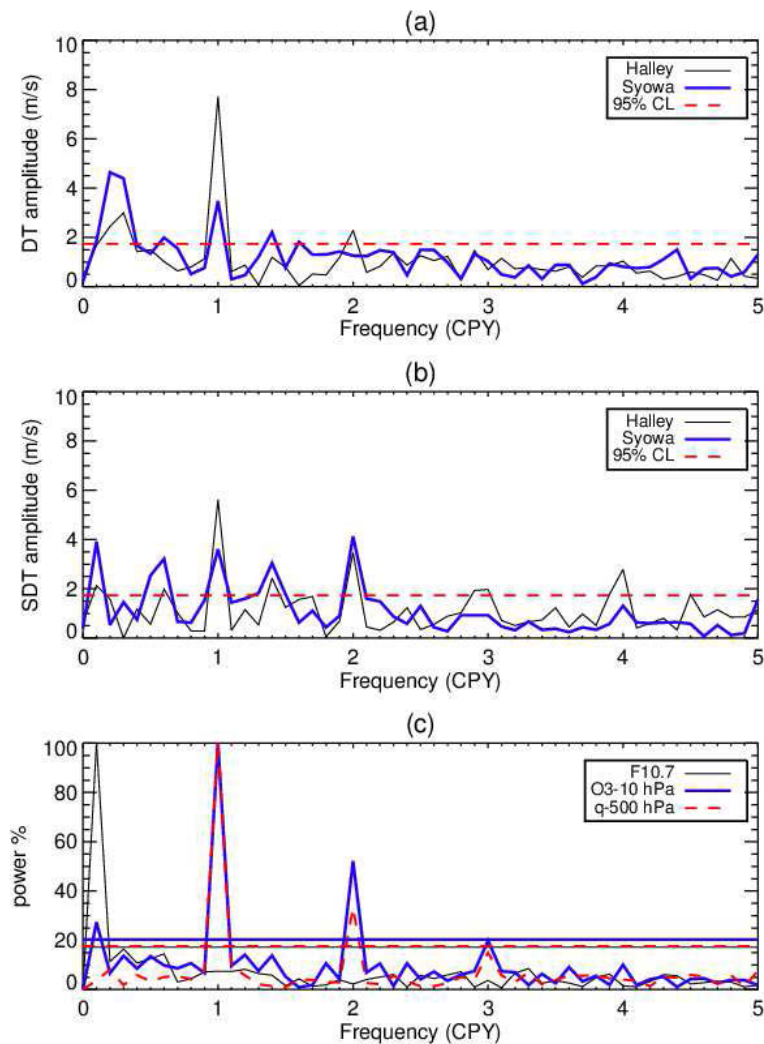 (a)
10
8
6
4
2
0
DT amplitude (m/s)
Halley
Syowa
95% CL
0 1 2 3 4 5
Frequency (CPY)
(b)
10
8
6
4
2
0
SDT amplitude (m/s)
Halley
Syowa
95% CL
0 1 2 3 4 5
Frequency (CPY)
(c)
100
80
60
40
20
0
power %
F10.7
O3-10 hPa
q-500 hPa
0 1 2 3 4 5
Frequency (CPY)